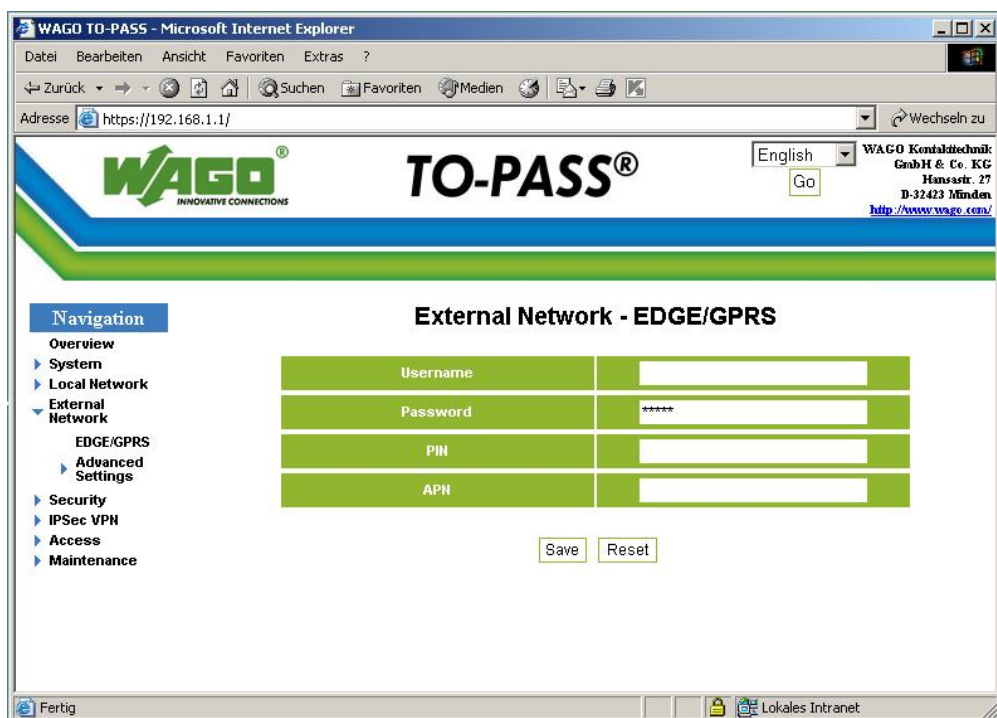 WAGO TO-PASS - Microsoft Internet Explorer
Datei Bearbeiten Ansicht Favoriten Extras ?
Zurück Suchen Favoriten Medien
Adresse https://192.168.1.1/ Wechseln zu
WAGO®
INNOVATIVE CONNECTIONS
TO-PASS®
English
Go
WAGO Kontakttechnik
GmbH & Co. KG
Hansastr. 27
D-32423 Minden
http://www.wago.com/
Navigation
Overview
System
Local Network
External
Network
EDGE/GPRS
Advanced
Settings
Security
IPSec VPN
Access
Maintenance
External Network - EDGE/GPRS
Username
Password *****
PIN
APN
Save Reset
Fertig Lokales Intranet